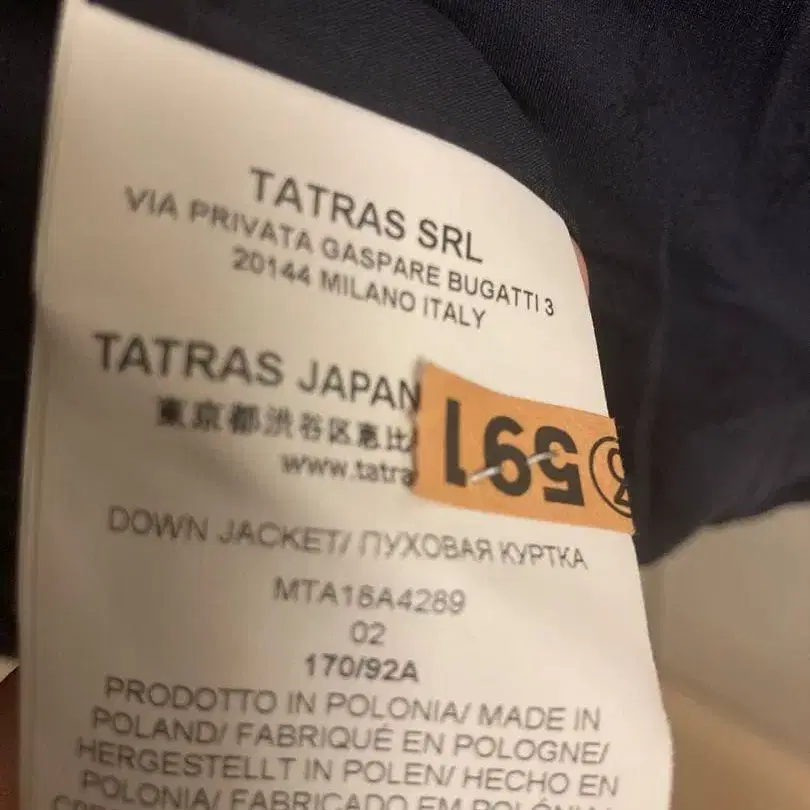 TATRAS SRL
VIA PRIVATA GASPARE BUGATTI 3
20144 MILANO ITALY
TATRAS JAPAN
東京都渋谷区恵比
www.tatra
591
DOWN JACKET/ ПУХОВАЯ КУРТКА
MTA18A4289
02
170/92A
PRODOTTO IN POLONIA/ MADE IN
POLAND/ FABRIQUÉ EN POLOGNE/
HERGESTELLT IN POLEN/ HECHO EN
POLONIA/ FABRICADO EM POLÓNIA/